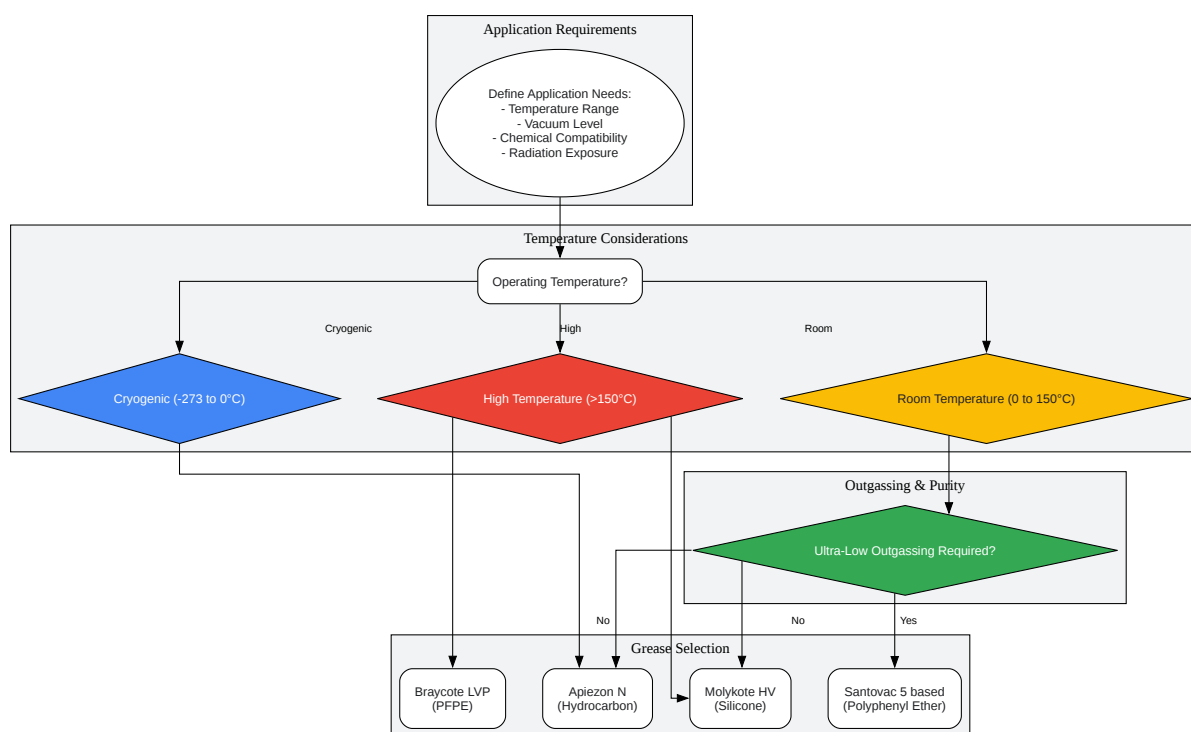 Application Requirements
Define Application Needs:
- Temperature Range
- Vacuum Level
- Chemical Compatibility
- Radiation Exposure
Temperature Considerations
Operating Temperature?
Cryogenic
High
Room
Cryogenic (-273 to 0°C)
High Temperature (>150°C)
Room Temperature (0 to 150°C)
Outgassing & Purity
Ultra-Low Outgassing Required?
No
No
Yes
Grease Selection
Braycote LVP
(PFPE)
Apiezon N
(Hydrocarbon)
Molykote HV
(Silicone)
Santovac 5 based
(Polyphenyl Ether)